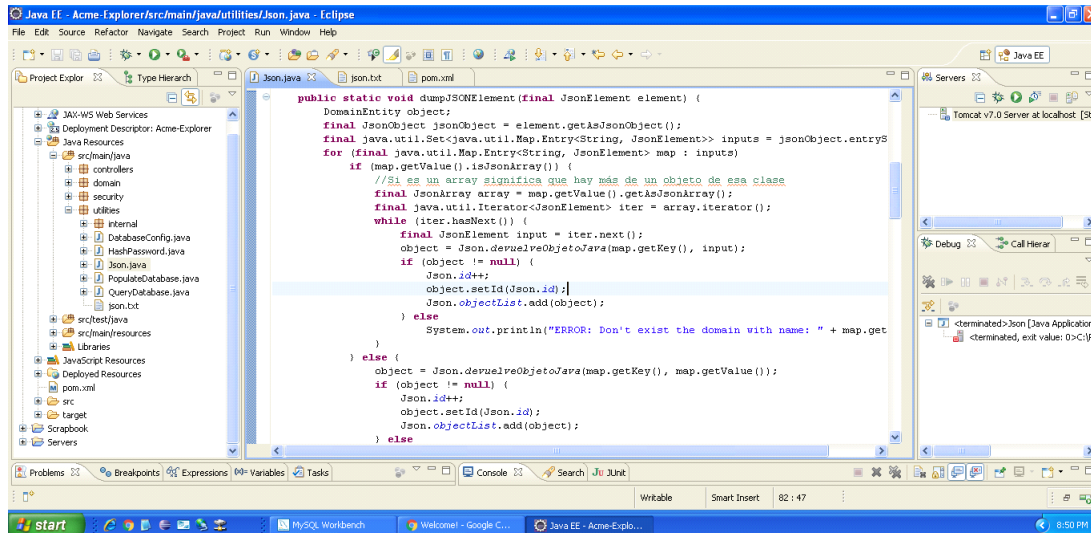 Java EE - Acme-Explorer/src/main/java/utilities/Json.java - Eclipse
File Edit Source Refactor Navigate Search Project Run Window Help
Java EE
Project Explor
Type Hierarch
Json.java
json.txt
pom.xml
Servers
JAX-WS Web Services
Deployment Descriptor: Acme-Explorer
Java Resources
src/main/java
controllers
domain
security
utilities
internal
DatabaseConfig.java
HashPassword.java
Json.java
PopulateDatabase.java
QueryDatabase.java
json.txt
src/test/java
src/main/resources
Libraries
JavaScript Resources
Deployed Resources
pom.xml
src
target
Scrapbook
Servers
public static void dumpJSONElement(final JsonElement element) {
DomainEntity object;
final JsonObject jsonObject = element.getAsJsonObject();
final java.util.Set<java.util.Map.Entry<String, JsonElement>> inputs = jsonObject.entryS
for (final java.util.Map.Entry<String, JsonElement> map : inputs)
if (map.getValue().isJsonArray()) {
//Si es un array significa que hay más de un objeto de esa clase
final JsonArray array = map.getValue().getAsJsonArray();
final java.util.Iterator<JsonElement> iter = array.iterator();
while (iter.hasNext()) {
final JsonElement input = iter.next();
object = Json.devuelveObjetoJava(map.getKey(), input);
if (object != null) {
Json.id++;
object.setId(Json.id);
Json.objectList.add(object);
} else
System.out.println("ERROR: Don't exist the domain with name: " + map.get
}
} else {
object = Json.devuelveObjetoJava(map.getKey(), map.getValue());
if (object != null) {
Json.id++;
object.setId(Json.id);
Json.objectList.add(object);
} else
Tomcat v7.0 Server at localhost [St
Debug
Call Hierar
<terminated>Json [Java Application
<terminated, exit value: 0>C:\P
Problems
Breakpoints
Expressions
Variables
Tasks
Console
Search
JUnit
Writable
Smart Insert
82 : 47
start
MySQL Workbench
Welcome! - Google C...
Java EE - Acme-Explo...
8:50 PM